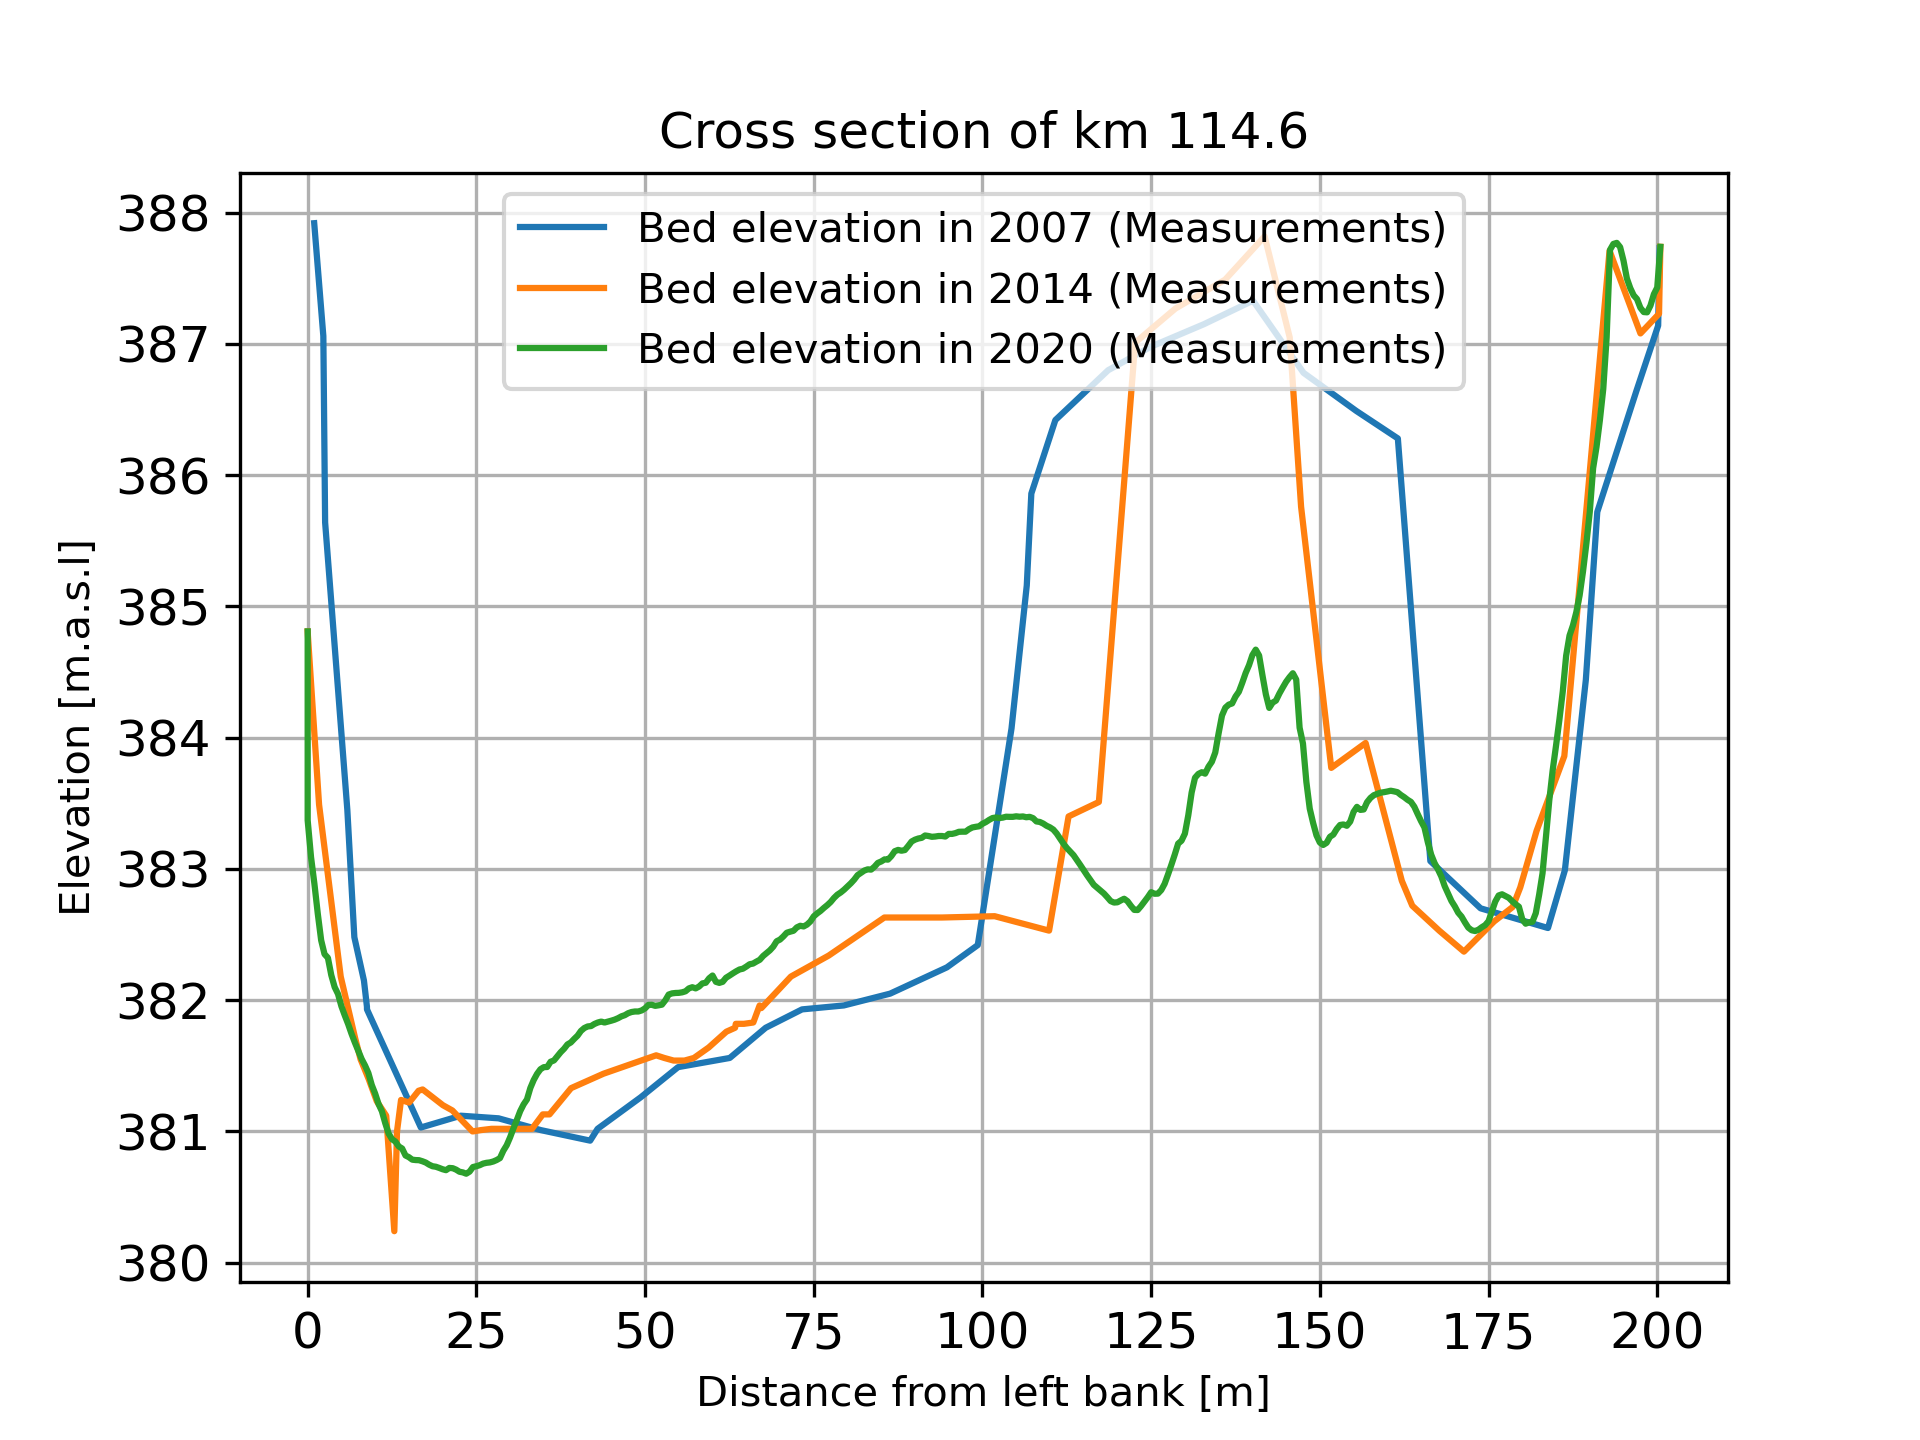 Cross section of km 114.6
Bed elevation in 2007 (Measurements)
Bed elevation in 2014 (Measurements)
Bed elevation in 2020 (Measurements)
388
387
386
385
384
383
382
381
380
Elevation [m.a.s.l]
0 25 50 75 100 125 150 175 200
Distance from left bank [m]